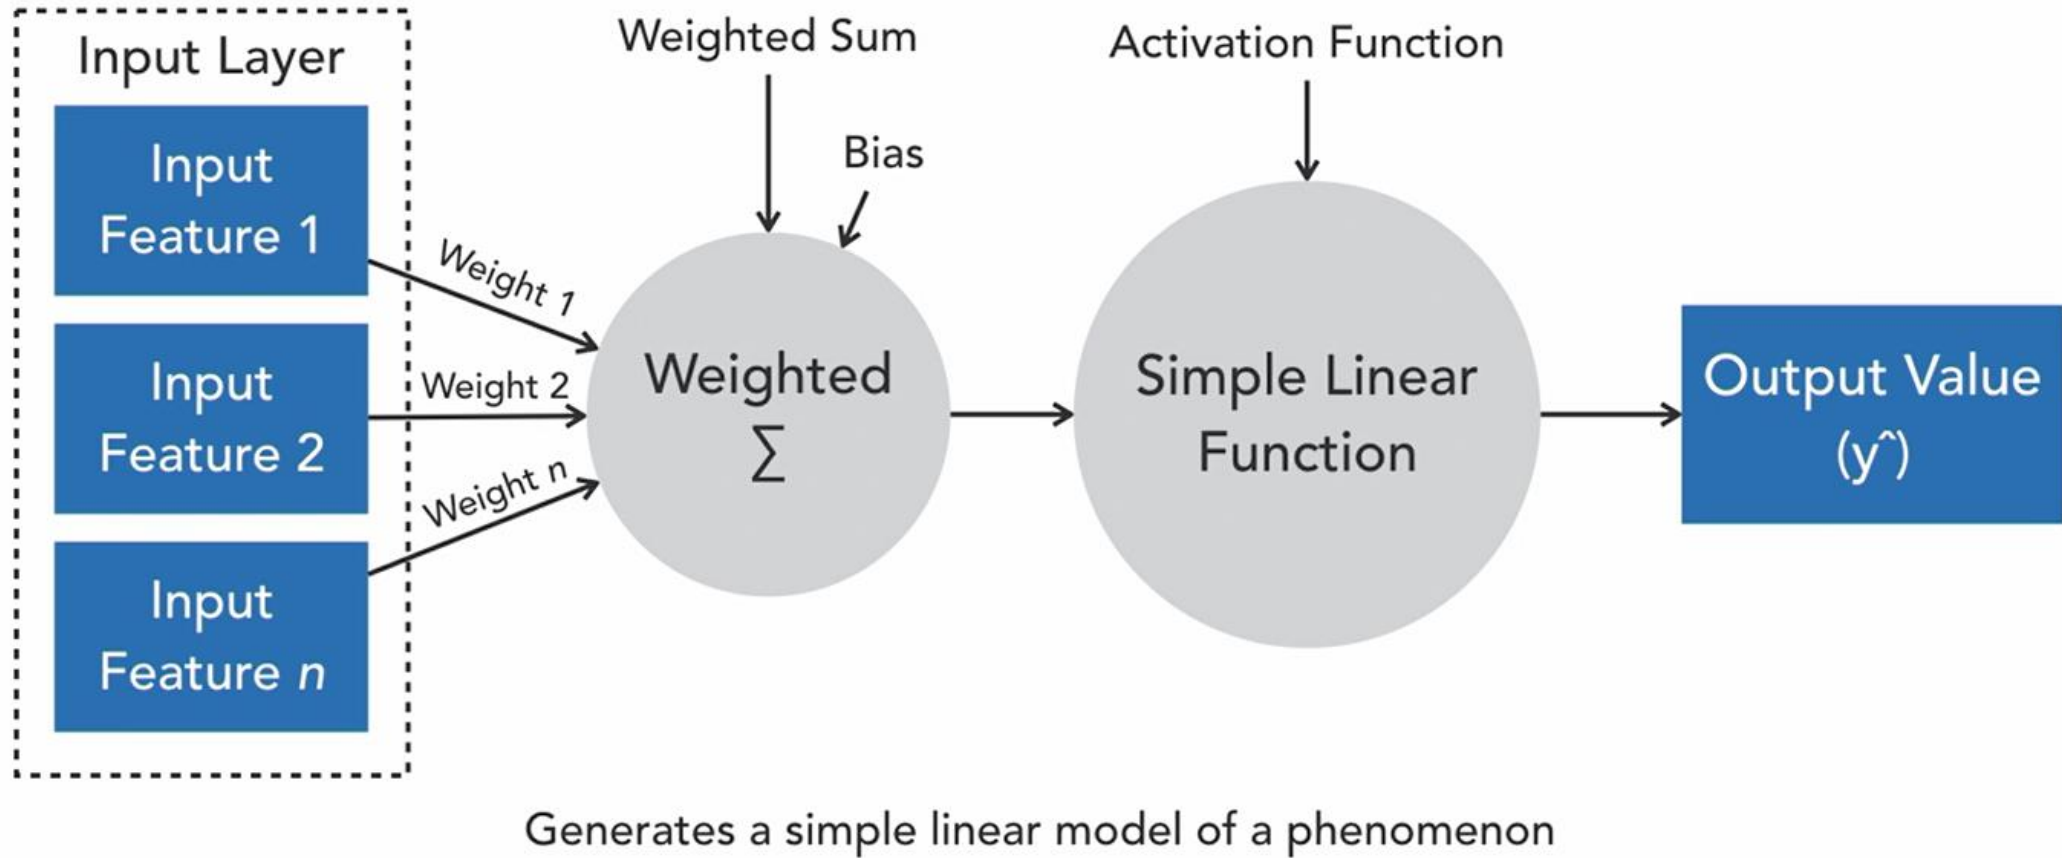 Input Layer
Input
Feature 1
Input
Feature 2
Input
Feature n
Weight 1
Weight 2
Weight n
Weighted Sum
Bias
Weighted
∑
Activation Function
Simple Linear
Function
Output Value
(yˆ)
Generates a simple linear model of a phenomenon